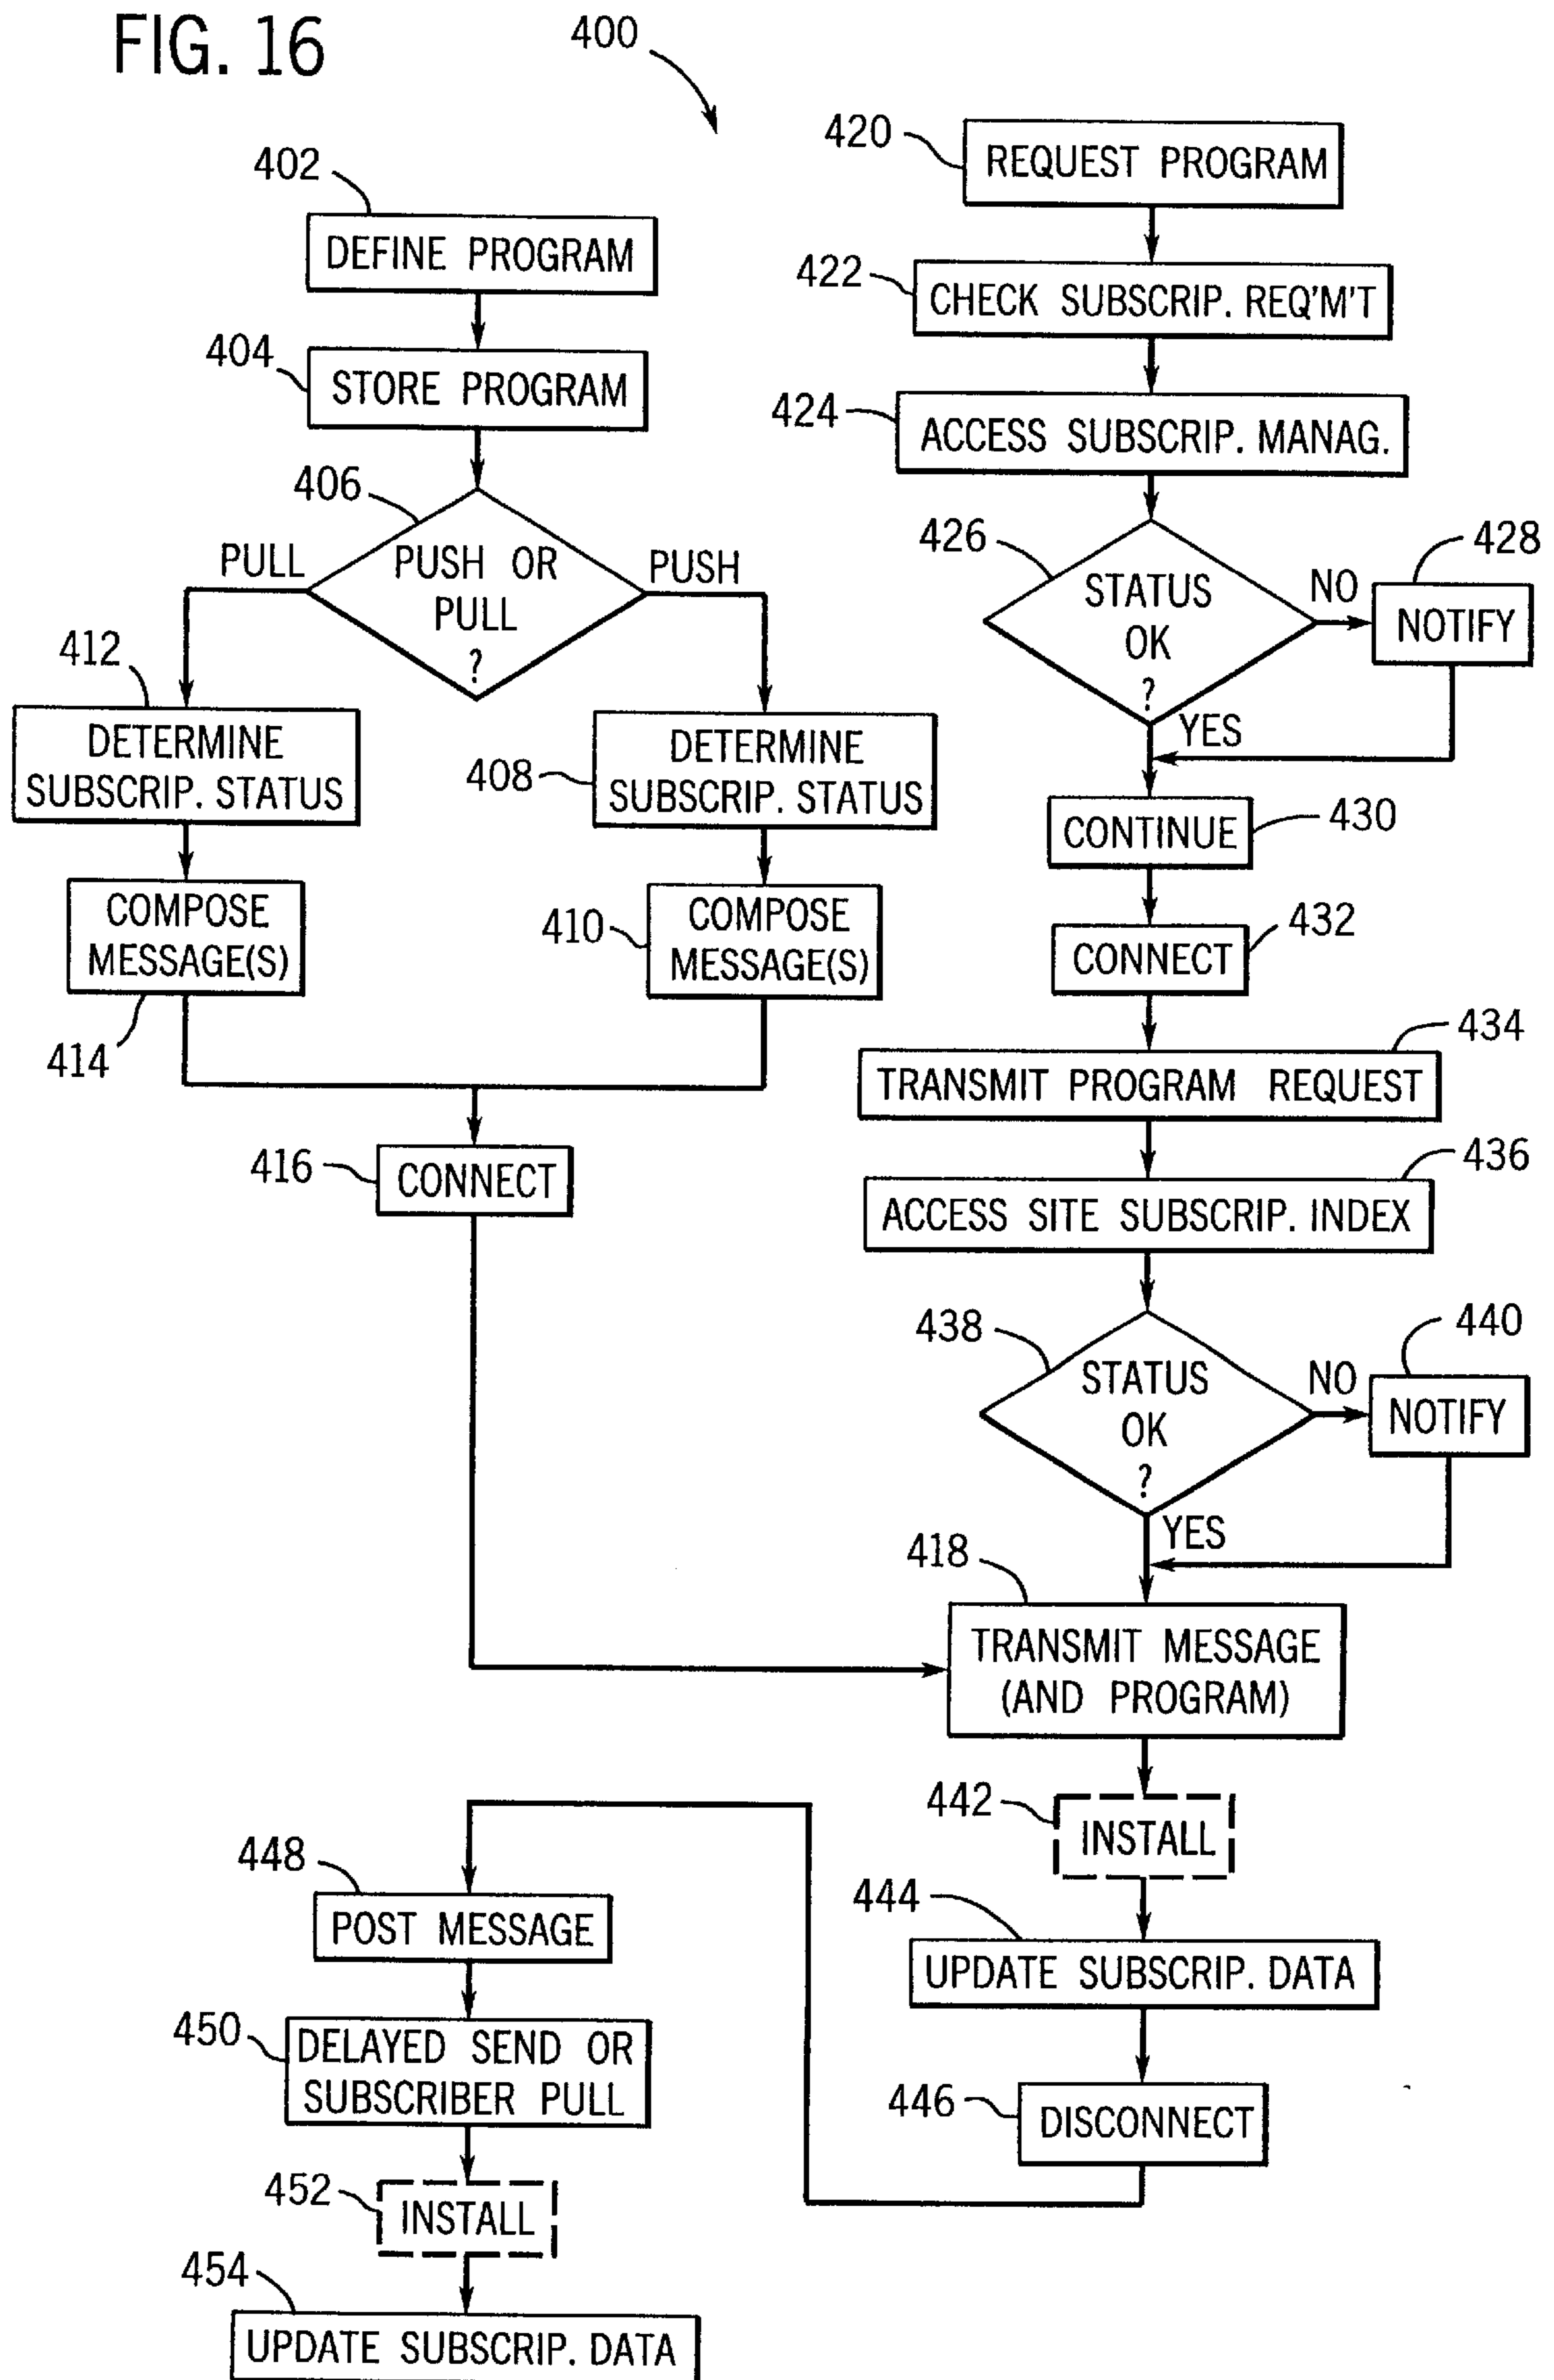 FIG. 16
400
402
DEFINE PROGRAM
404
STORE PROGRAM
406
PUSH OR
PULL
?
PULL
PUSH
412
DETERMINE
SUBSCRIP. STATUS
408
DETERMINE
SUBSCRIP. STATUS
COMPOSE
MESSAGE(S)
414
410
COMPOSE
MESSAGE(S)
416
CONNECT
420
REQUEST PROGRAM
422
CHECK SUBSCRIP. REQ'M'T
424
ACCESS SUBSCRIP. MANAG.
426
STATUS
OK
?
NO
428
NOTIFY
YES
CONTINUE
430
CONNECT
432
434
TRANSMIT PROGRAM REQUEST
436
ACCESS SITE SUBSCRIP. INDEX
438
STATUS
OK
?
NO
440
NOTIFY
YES
418
TRANSMIT MESSAGE
(AND PROGRAM)
442
INSTALL
444
UPDATE SUBSCRIP. DATA
446
DISCONNECT
448
POST MESSAGE
450
DELAYED SEND OR
SUBSCRIBER PULL
452
INSTALL
454
UPDATE SUBSCRIP. DATA